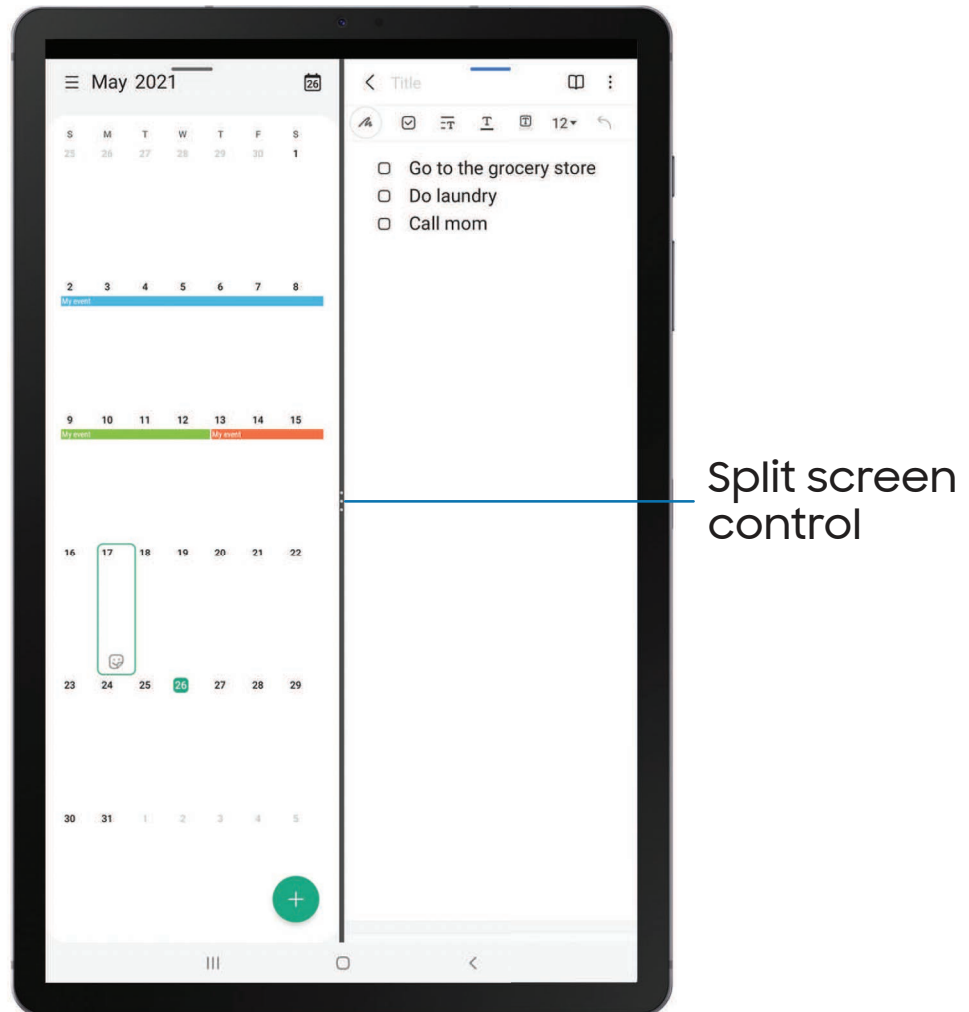 May 2021
26
S M T W T F S
25 26 27 28 29 30 1
2 3 4 5 6 7 8
My event
9 10 11 12 13 14 15
My event My event
16 17 18 19 20 21 22
23 24 25 26 27 28 29
30 31 1 2 3 4 5
Title
T T T 12
Go to the grocery store
Do laundry
Call mom
Split screen
control